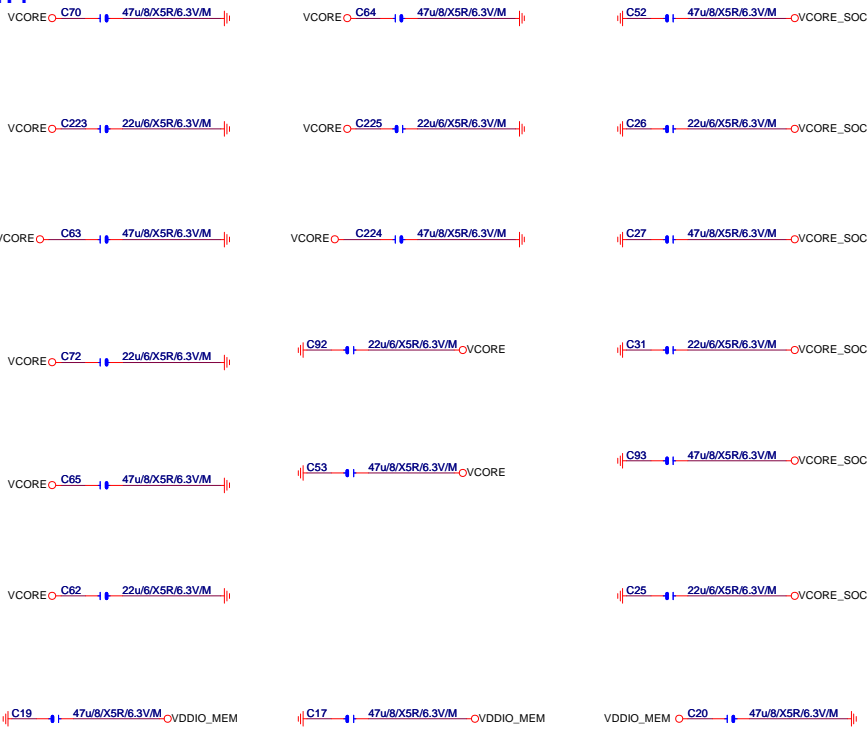 VCORE C70 47u/8/X5R/6.3V/M
VCORE C64 47u/8/X5R/6.3V/M
C52 47u/8/X5R/6.3V/M VCORE_SOC
VCORE C223 22u/6/X5R/6.3V/M
VCORE C225 22u/6/X5R/6.3V/M
C26 22u/6/X5R/6.3V/M VCORE_SOC
VCORE C63 47u/8/X5R/6.3V/M
VCORE C224 47u/8/X5R/6.3V/M
C27 47u/8/X5R/6.3V/M VCORE_SOC
VCORE C72 22u/6/X5R/6.3V/M
C92 22u/6/X5R/6.3V/M VCORE
C31 22u/6/X5R/6.3V/M VCORE_SOC
VCORE C65 47u/8/X5R/6.3V/M
C53 47u/8/X5R/6.3V/M VCORE
C93 47u/8/X5R/6.3V/M VCORE_SOC
VCORE C62 22u/6/X5R/6.3V/M
C25 22u/6/X5R/6.3V/M VCORE_SOC
C19 47u/8/X5R/6.3V/M VDDIO_MEM
C17 47u/8/X5R/6.3V/M VDDIO_MEM
VDDIO_MEM C20 47u/8/X5R/6.3V/M